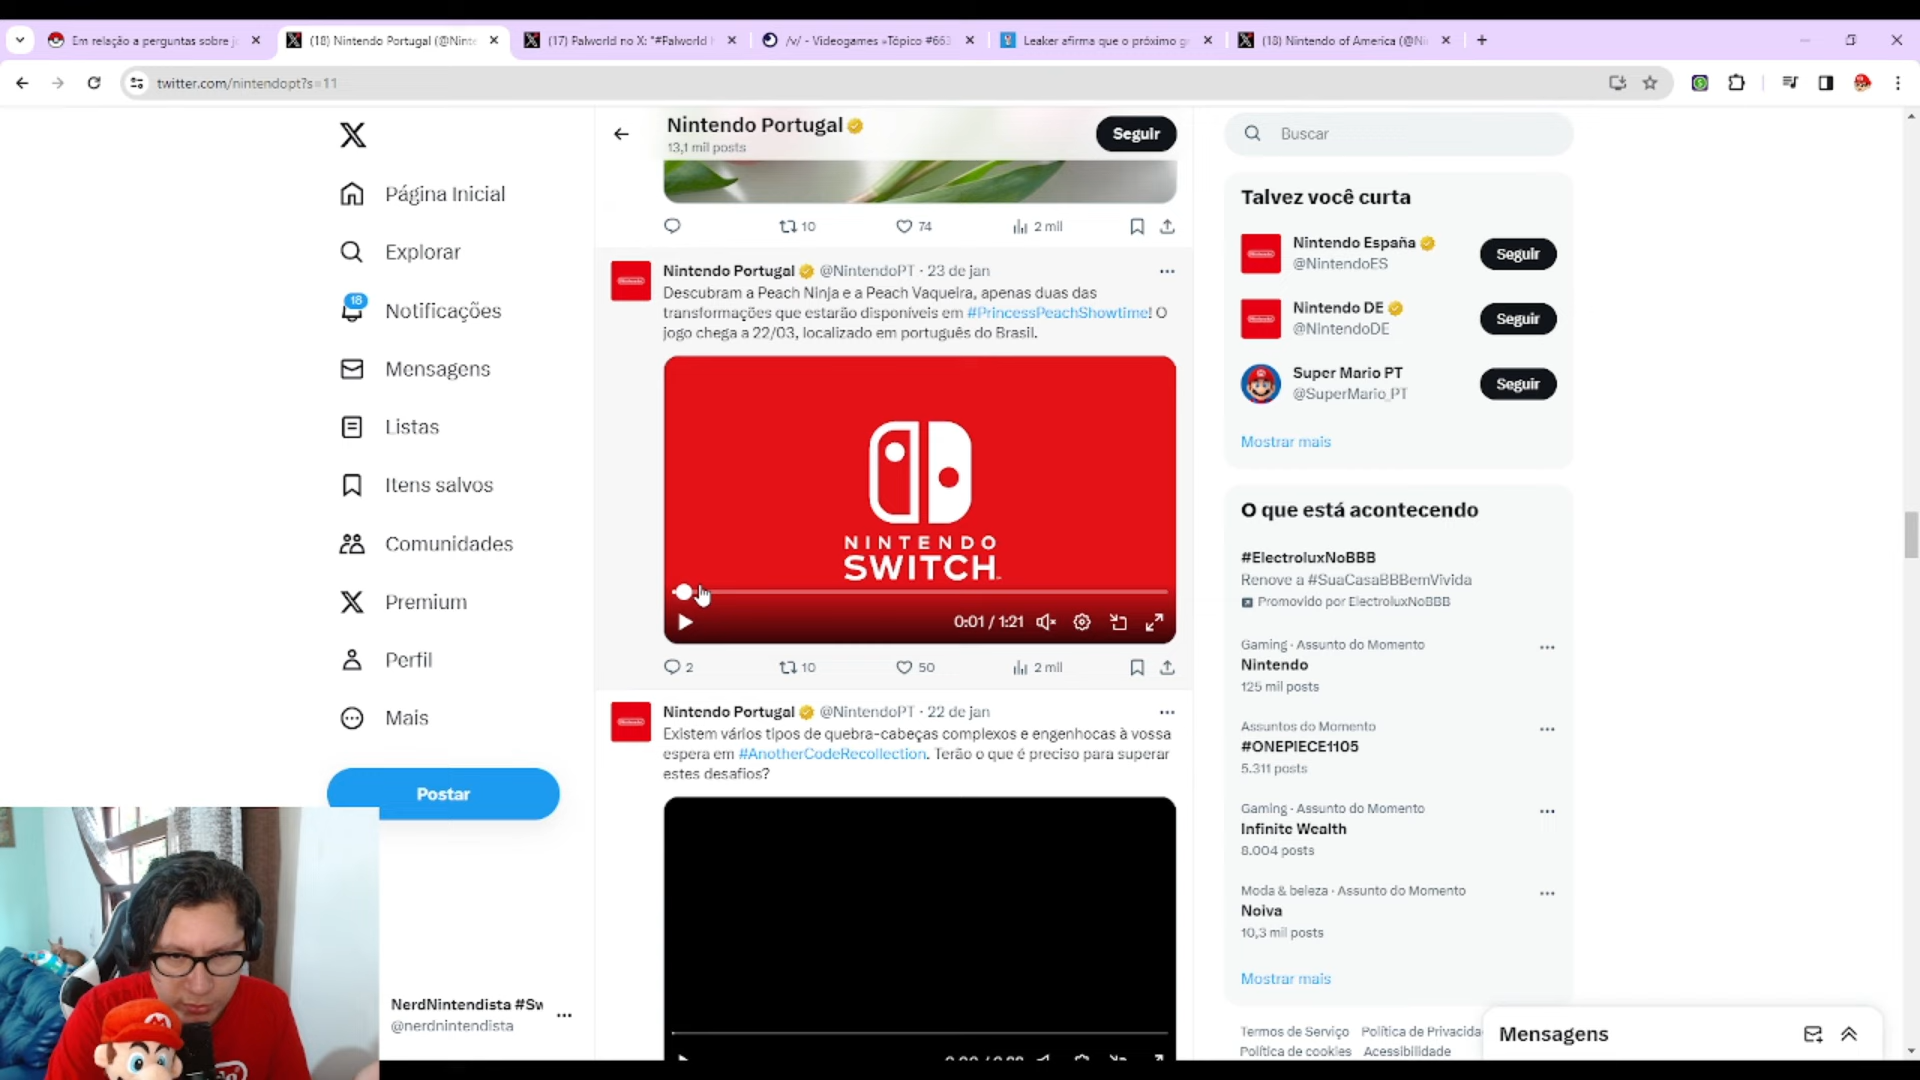 Em relação a perguntas sobre j
(18) Nintendo Portugal (@Ninte
(17) Palworld no X: "#Palworld
/v/ - Videogames »Tópico #663
Leaker afirma que o próximo g
(18) Nintendo of America (@Ni
twitter.com/nintendopt?s=11
Página Inicial
Explorar
18
Notificações
Mensagens
Listas
Itens salvos
Comunidades
Premium
Perfil
Mais
Postar
NerdNintendista #Sw
@nerdnintendista
Nintendo Portugal
13,1 mil posts
Seguir
10
74
2 mil
Nintendo Portugal @NintendoPT · 23 de jan
Descubram a Peach Ninja e a Peach Vaqueira, apenas duas das
transformações que estarão disponíveis em #PrincessPeachShowtime! O
jogo chega a 22/03, localizado em português do Brasil.
NINTENDO
SWITCH
0:01 / 1:21
2
10
50
2 mil
Nintendo Portugal @NintendoPT · 22 de jan
Existem vários tipos de quebra-cabeças complexos e engenhocas à vossa
espera em #AnotherCodeRecollection. Terão o que é preciso para superar
estes desafios?
Buscar
Talvez você curta
Nintendo España
@NintendoES
Seguir
Nintendo DE
@NintendoDE
Seguir
Super Mario PT
@SuperMario_PT
Seguir
Mostrar mais
O que está acontecendo
#ElectroluxNoBBB
Renove a #SuaCasaBBBemVivida
Promovido por ElectroluxNoBBB
Gaming · Assunto do Momento
Nintendo
125 mil posts
Assuntos do Momento
#ONEPIECE1105
5.311 posts
Gaming · Assunto do Momento
Infinite Wealth
8.004 posts
Moda & beleza · Assunto do Momento
Noiva
10,3 mil posts
Mostrar mais
Termos de Serviço Política de Privacida
Política de cookies Acessibilidade
Mensagens